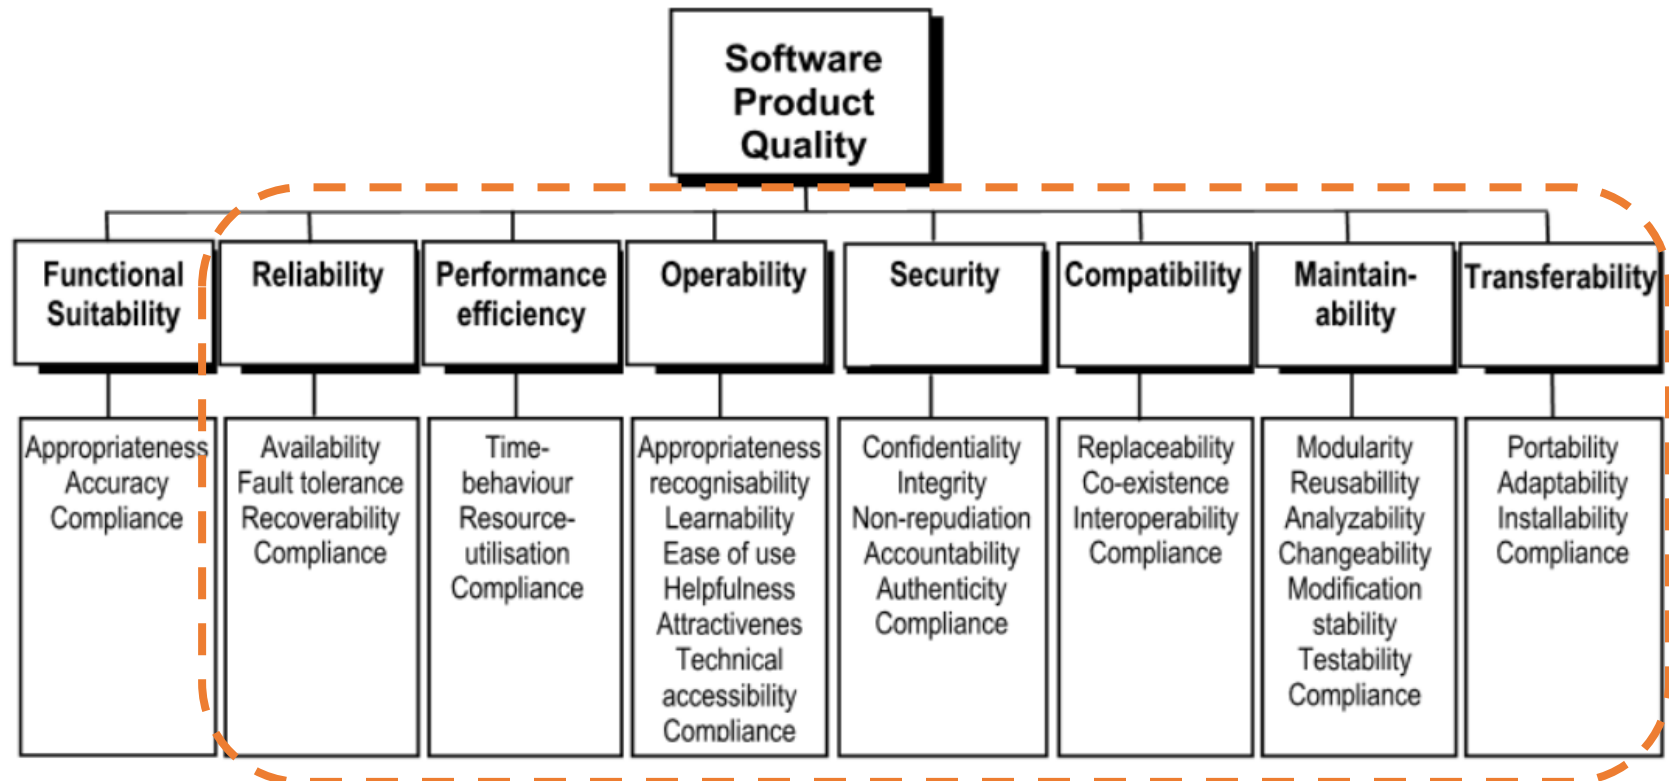 Software
Product
Quality
Functional
Suitability
Reliability
Performance
efficiency
Operability
Security
Compatibility
Maintain-
ability
Transferability
Appropriateness
Accuracy
Compliance
Availability
Fault tolerance
Recoverability
Compliance
Time-
behaviour
Resource-
utilisation
Compliance
Appropriateness
recognisability
Learnability
Ease of use
Helpfulness
Attractivenes
Technical
accessibility
Compliance
Confidentiality
Integrity
Non-repudiation
Accountability
Authenticity
Compliance
Replaceability
Co-existence
Interoperability
Compliance
Modularity
Reusability
Analyzability
Changeability
Modification
stability
Testability
Compliance
Portability
Adaptability
Installability
Compliance